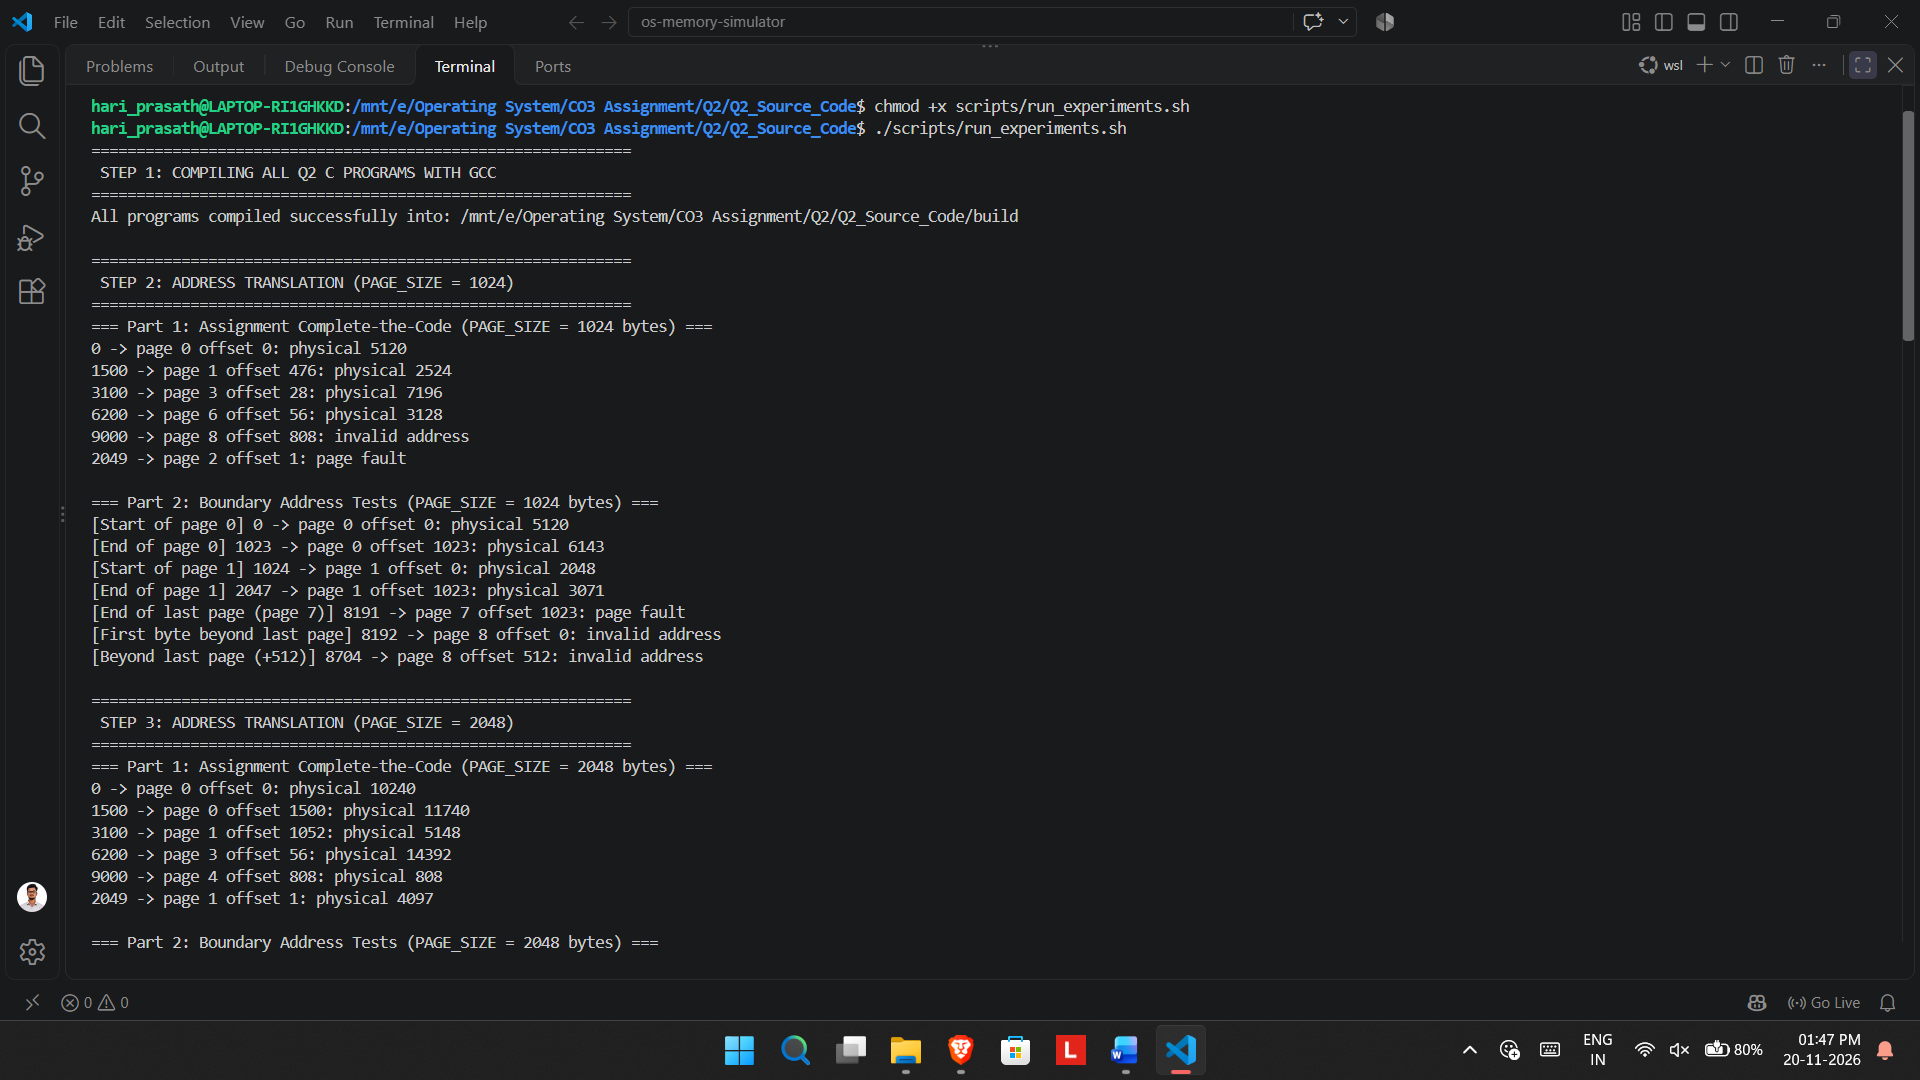 File Edit Selection View Go Run Terminal Help
os-memory-simulator
Problems Output Debug Console Terminal Ports
wsl
hari_prasath@LAPTOP-RI1GHKKD:/mnt/e/Operating System/CO3 Assignment/Q2/Q2_Source_Code$ chmod +x scripts/run_experiments.sh
hari_prasath@LAPTOP-RI1GHKKD:/mnt/e/Operating System/CO3 Assignment/Q2/Q2_Source_Code$ ./scripts/run_experiments.sh
============================================================
STEP 1: COMPILING ALL Q2 C PROGRAMS WITH GCC
============================================================
All programs compiled successfully into: /mnt/e/Operating System/CO3 Assignment/Q2/Q2_Source_Code/build
============================================================
STEP 2: ADDRESS TRANSLATION (PAGE_SIZE = 1024)
============================================================
=== Part 1: Assignment Complete-the-Code (PAGE_SIZE = 1024 bytes) ===
0 -> page 0 offset 0: physical 5120
1500 -> page 1 offset 476: physical 2524
3100 -> page 3 offset 28: physical 7196
6200 -> page 6 offset 56: physical 3128
9000 -> page 8 offset 808: invalid address
2049 -> page 2 offset 1: page fault
=== Part 2: Boundary Address Tests (PAGE_SIZE = 1024 bytes) ===
[Start of page 0] 0 -> page 0 offset 0: physical 5120
[End of page 0] 1023 -> page 0 offset 1023: physical 6143
[Start of page 1] 1024 -> page 1 offset 0: physical 2048
[End of page 1] 2047 -> page 1 offset 1023: physical 3071
[End of last page (page 7)] 8191 -> page 7 offset 1023: page fault
[First byte beyond last page] 8192 -> page 8 offset 0: invalid address
[Beyond last page (+512)] 8704 -> page 8 offset 512: invalid address
============================================================
STEP 3: ADDRESS TRANSLATION (PAGE_SIZE = 2048)
============================================================
=== Part 1: Assignment Complete-the-Code (PAGE_SIZE = 2048 bytes) ===
0 -> page 0 offset 0: physical 10240
1500 -> page 0 offset 1500: physical 11740
3100 -> page 1 offset 1052: physical 5148
6200 -> page 3 offset 56: physical 14392
9000 -> page 4 offset 808: physical 808
2049 -> page 1 offset 1: physical 4097
=== Part 2: Boundary Address Tests (PAGE_SIZE = 2048 bytes) ===
0 0
Go Live
L
W
ENG
IN
80%
01:47 PM
20-11-2026